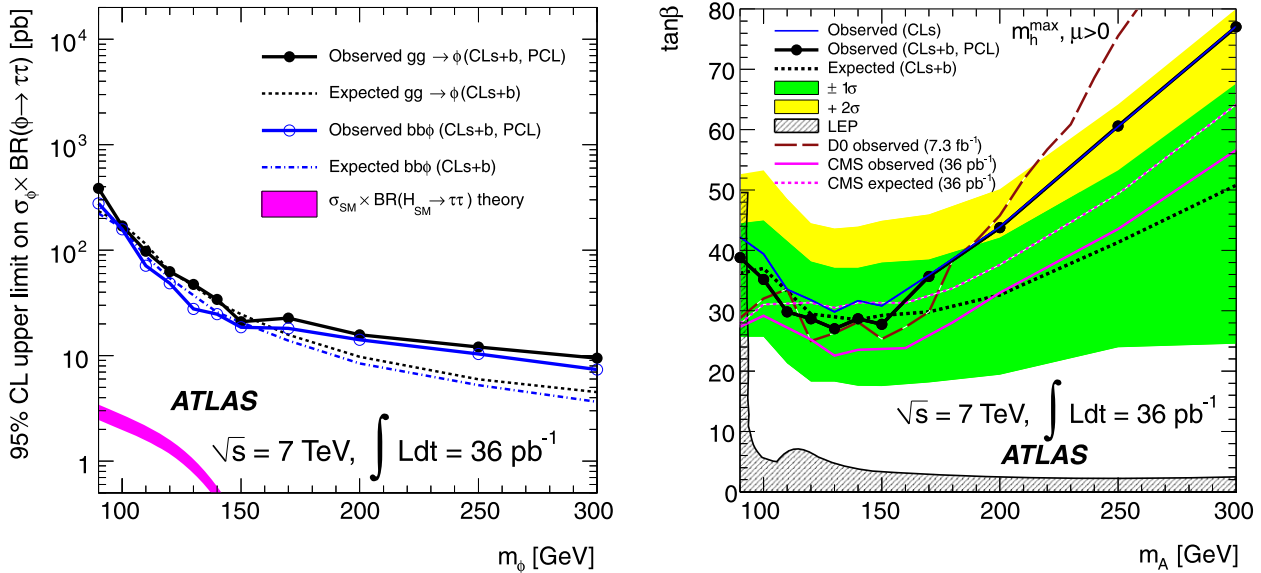 95% CL upper limit on σϕ× BR(ϕ→ ττ) [pb]
10⁴
10³
10²
10
1
Observed gg → ϕ(CLs+b, PCL)
Expected gg → ϕ(CLs+b)
Observed bbϕ (CLs+b, PCL)
Expected bbϕ (CLs+b)
σSM × BR(HSM→ ττ) theory
ATLAS
√s = 7 TeV, ∫ Ldt = 36 pb⁻¹
100 150 200 250 300
mϕ [GeV]
tanβ
80
70
60
50
40
30
20
10
0
mhmax, μ>0
Observed (CLs)
Observed (CLs+b, PCL)
Expected (CLs+b)
± 1σ
+ 2σ
LEP
D0 observed (7.3 fb⁻¹)
CMS observed (36 pb⁻¹)
CMS expected (36 pb⁻¹)
√s = 7 TeV, ∫ Ldt = 36 pb⁻¹
ATLAS
100 150 200 250 300
mA [GeV]